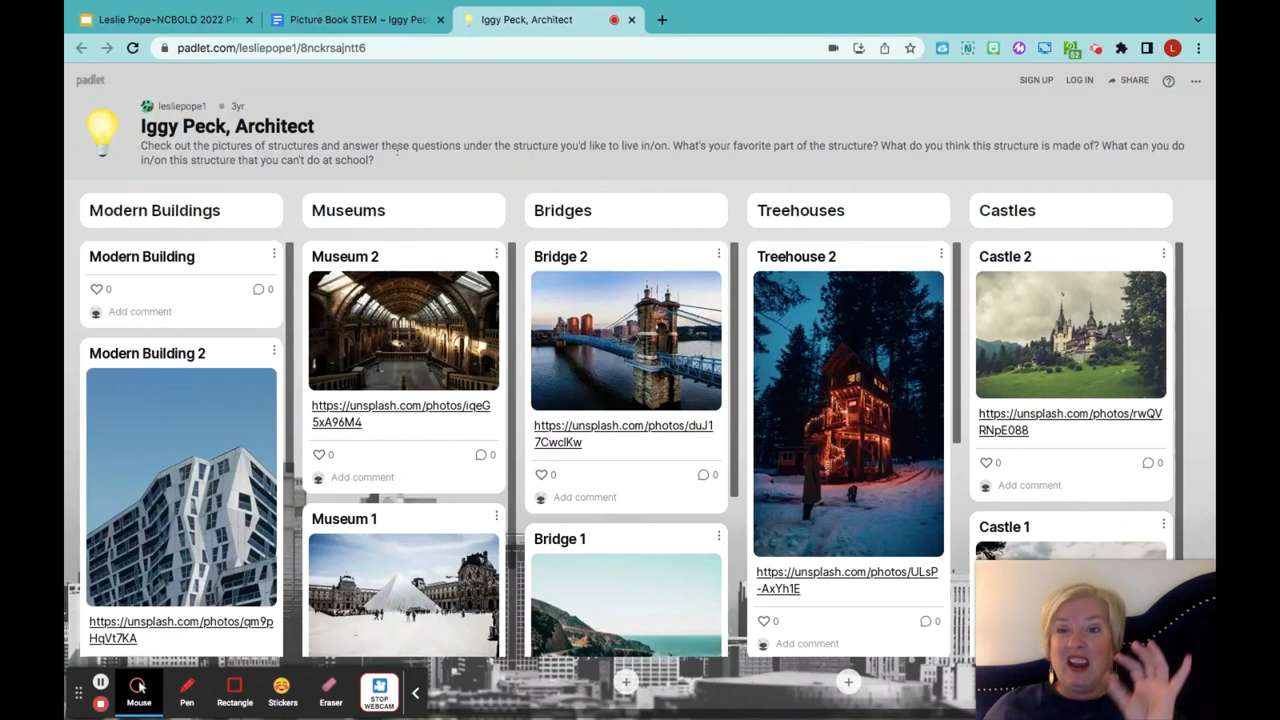 Leslie Pope~NCBOLD 2022 Pr
Picture Book STEM ~ Iggy Pec
Iggy Peck, Architect
padlet.com/lesliepope1/8nckrsajntt6
52
L
padlet
SIGN UP
LOG IN
SHARE
lesliepope1
3yr
Iggy Peck, Architect
Check out the pictures of structures and answer these questions under the structure you'd like to live in/on. What's your favorite part of the structure? What do you think this structure is made of? What can you do
in/on this structure that you can't do at school?
Modern Buildings
Modern Building
0
0
Add comment
Modern Building 2
https://unsplash.com/photos/qm9p
HqVt7KA
Museums
Museum 2
https://unsplash.com/photos/iqeG
5xA96M4
0
0
Add comment
Museum 1
Bridges
Bridge 2
https://unsplash.com/photos/duJ1
7CwclKw
0
0
Add comment
Bridge 1
Treehouses
Treehouse 2
https://unsplash.com/photos/ULsP
-AxYh1E
0
0
Add comment
Castles
Castle 2
https://unsplash.com/photos/rwQV
RNpE088
0
0
Add comment
Castle 1
Mouse
Pen
Rectangle
Stickers
Eraser
STOP
WEBCAM